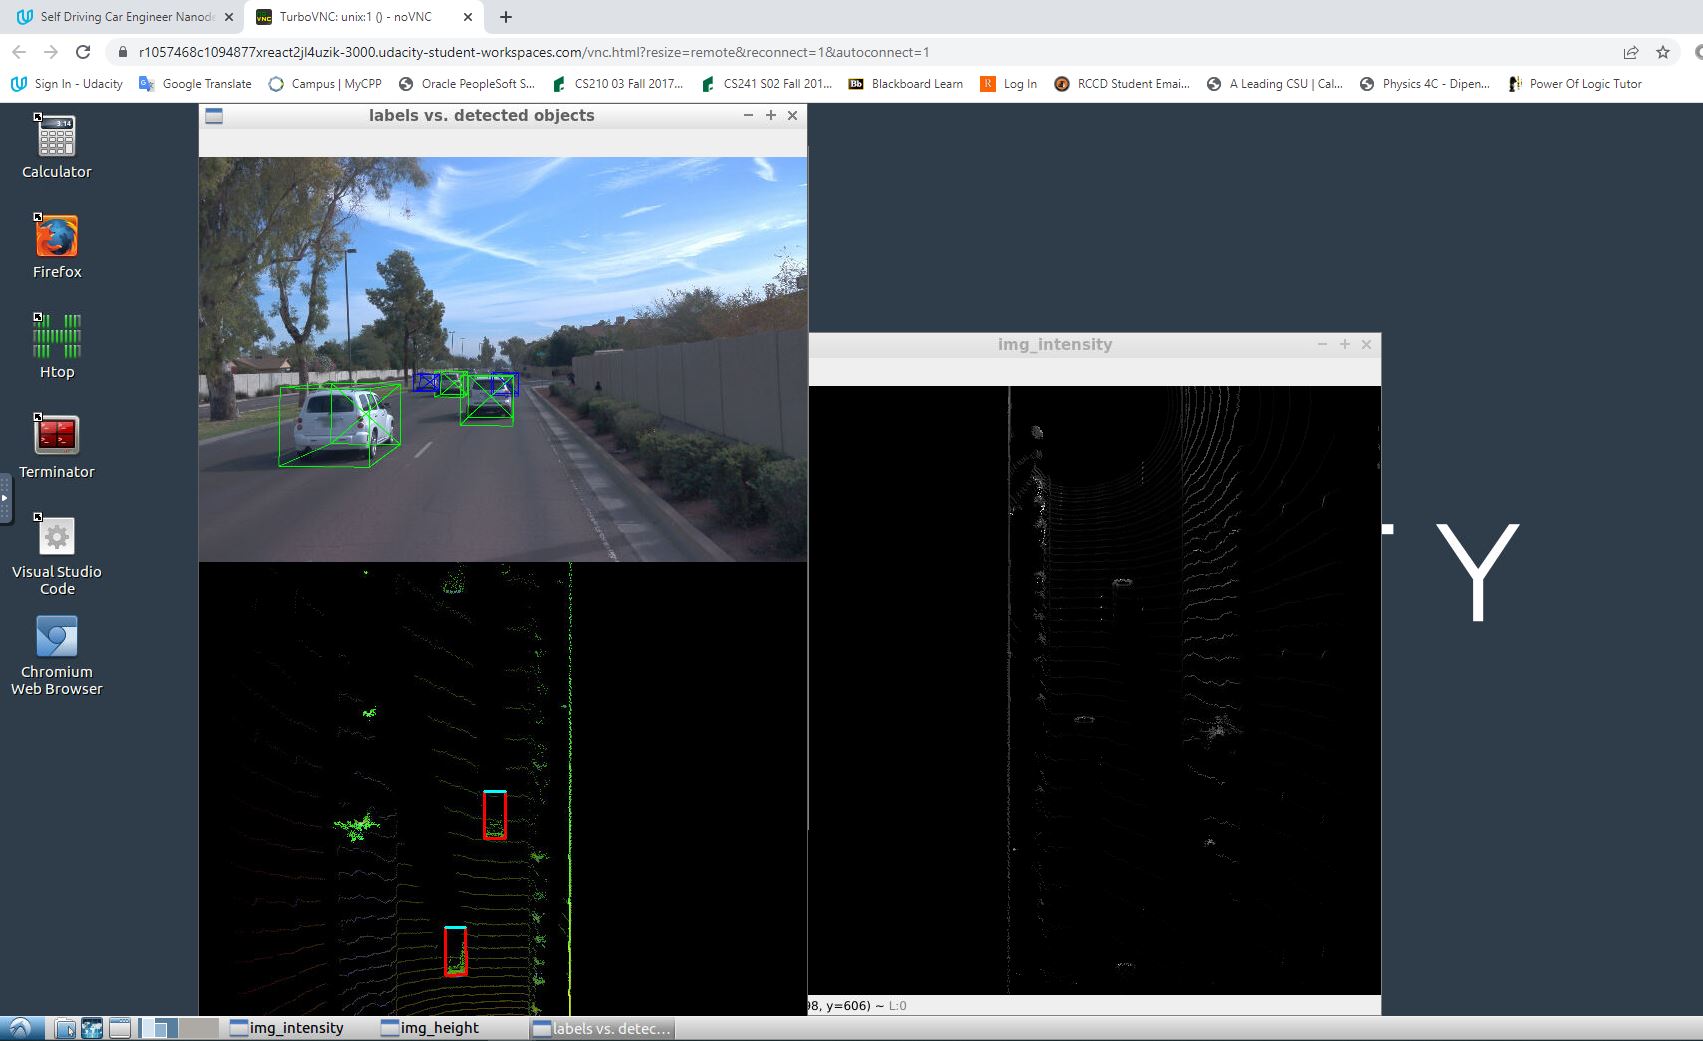 Self Driving Car Engineer Nanod
TurboVNC: unix:1 () - noVNC
r1057468c1094877xreact2jl4uzik-3000.udacity-student-workspaces.com/vnc.html?resize=remote&reconnect=1&autoconnect=1
Sign In - Udacity
Google Translate
Campus | MyCPP
Oracle PeopleSoft S...
CS210 03 Fall 2017...
CS241 S02 Fall 201...
Bb
Blackboard Learn
R
Log In
RCCD Student Emai...
A Leading CSU | Cal...
Physics 4C - Dipen...
Power Of Logic Tutor
3.14
Calculator
Firefox
Htop
Terminator
Visual Studio
Code
Chromium
Web Browser
labels vs. detected objects
img_intensity
Y
98, y=606) ~ L:0
img_intensity
img_height
labels vs. detec...